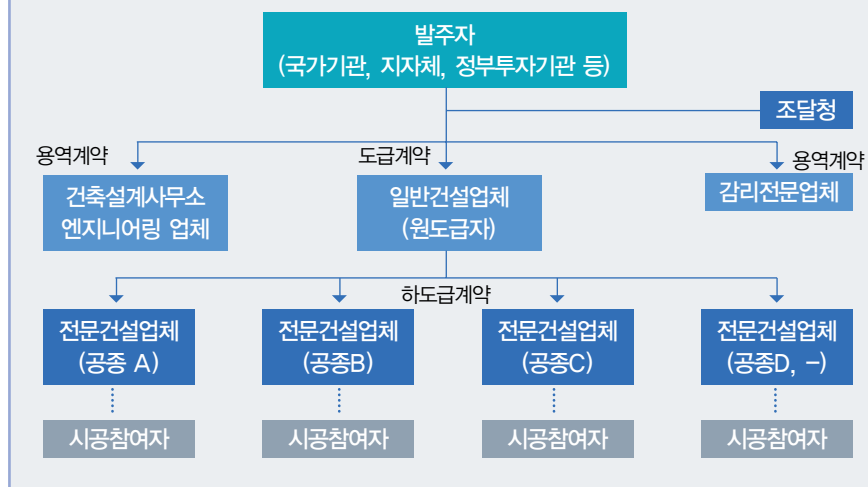 발주자
(국가기관, 지자체, 정부투자기관 등)
조달청
용역계약
도급계약
용역계약
건축설계사무소
엔지니어링 업체
일반건설업체
(원도급자)
감리전문업체
하도급계약
전문건설업체
(공종 A)
전문건설업체
(공종B)
전문건설업체
(공종C)
전문건설업체
(공종D, –)
시공참여자
시공참여자
시공참여자
시공참여자